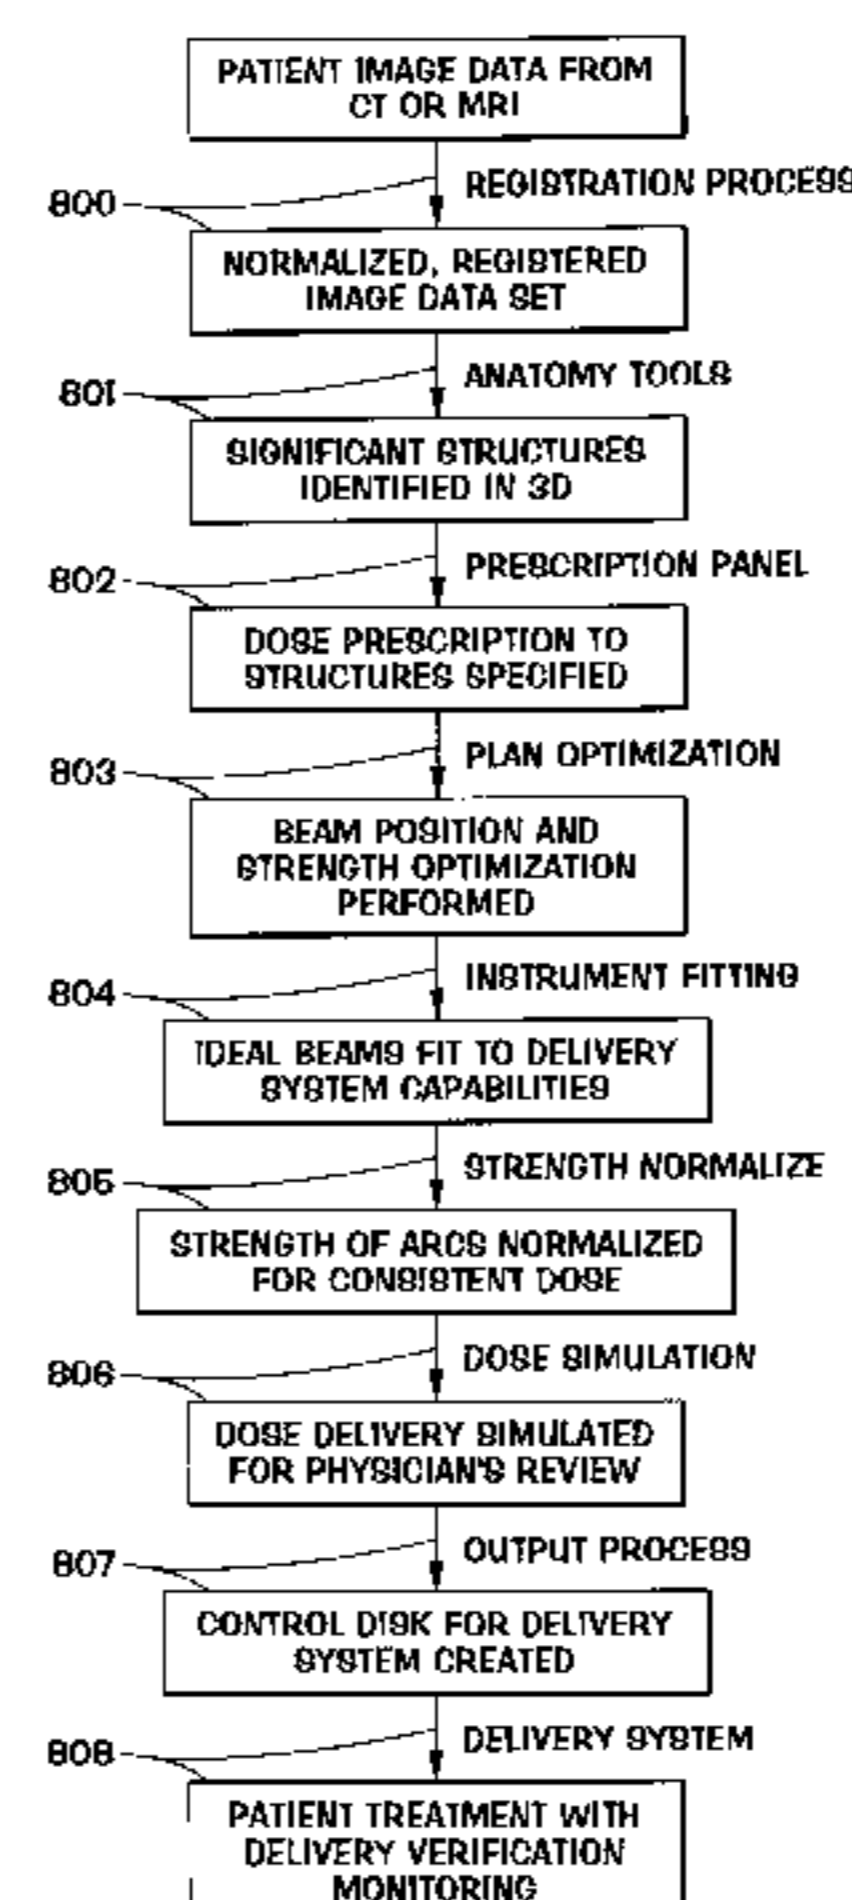 PATIENT IMAGE DATA FROM
CT OR MRI
800
REGISTRATION PROCESS
NORMALIZED, REGISTERED
IMAGE DATA SET
801
ANATOMY TOOLS
SIGNIFICANT STRUCTURES
IDENTIFIED IN 3D
802
PRESCRIPTION PANEL
DOSE PRESCRIPTION TO
STRUCTURES SPECIFIED
803
PLAN OPTIMIZATION
BEAM POSITION AND
STRENGTH OPTIMIZATION
PERFORMED
804
INSTRUMENT FITTING
IDEAL BEAMS FIT TO DELIVERY
SYSTEM CAPABILITIES
805
STRENGTH NORMALIZE
STRENGTH OF ARCS NORMALIZED
FOR CONSISTENT DOSE
806
DOSE SIMULATION
DOSE DELIVERY SIMULATED
FOR PHYSICIAN'S REVIEW
807
OUTPUT PROCESS
CONTROL DISK FOR DELIVERY
SYSTEM CREATED
808
DELIVERY SYSTEM
PATIENT TREATMENT WITH
DELIVERY VERIFICATION
MONITORING